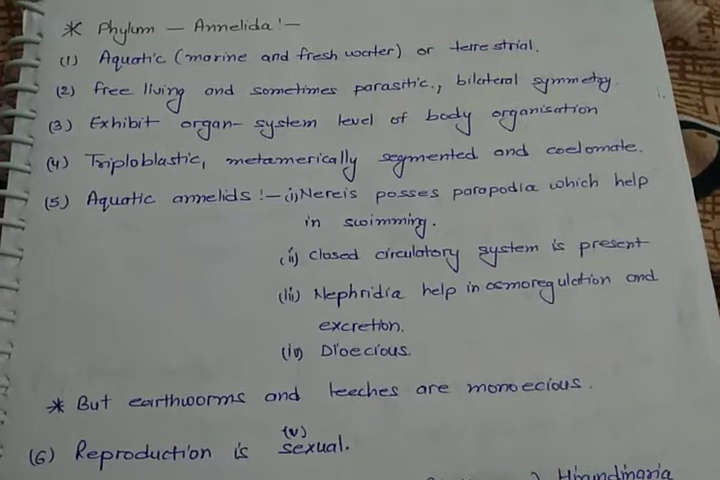 * Phylum - Annelida :-
(1) Aquatic (marine and fresh water) or terrestrial.
(2) free living and sometimes parasitic., bilateral symmetry.
(3) Exhibit organ-system level of body organisation
(4) Triploblastic, metamerically segmented and coelomate.
(5) Aquatic annelids :- (i) Nereis posses parapodia which help
in swimming.
(ii) closed circulatory system is present
(iii) Nephridia help in osmoregulation and
excretion.
(iv) Dioecious.
* But earthworms and leeches are monoecious.
(v)
(6) Reproduction is sexual.
) Hirundinaria